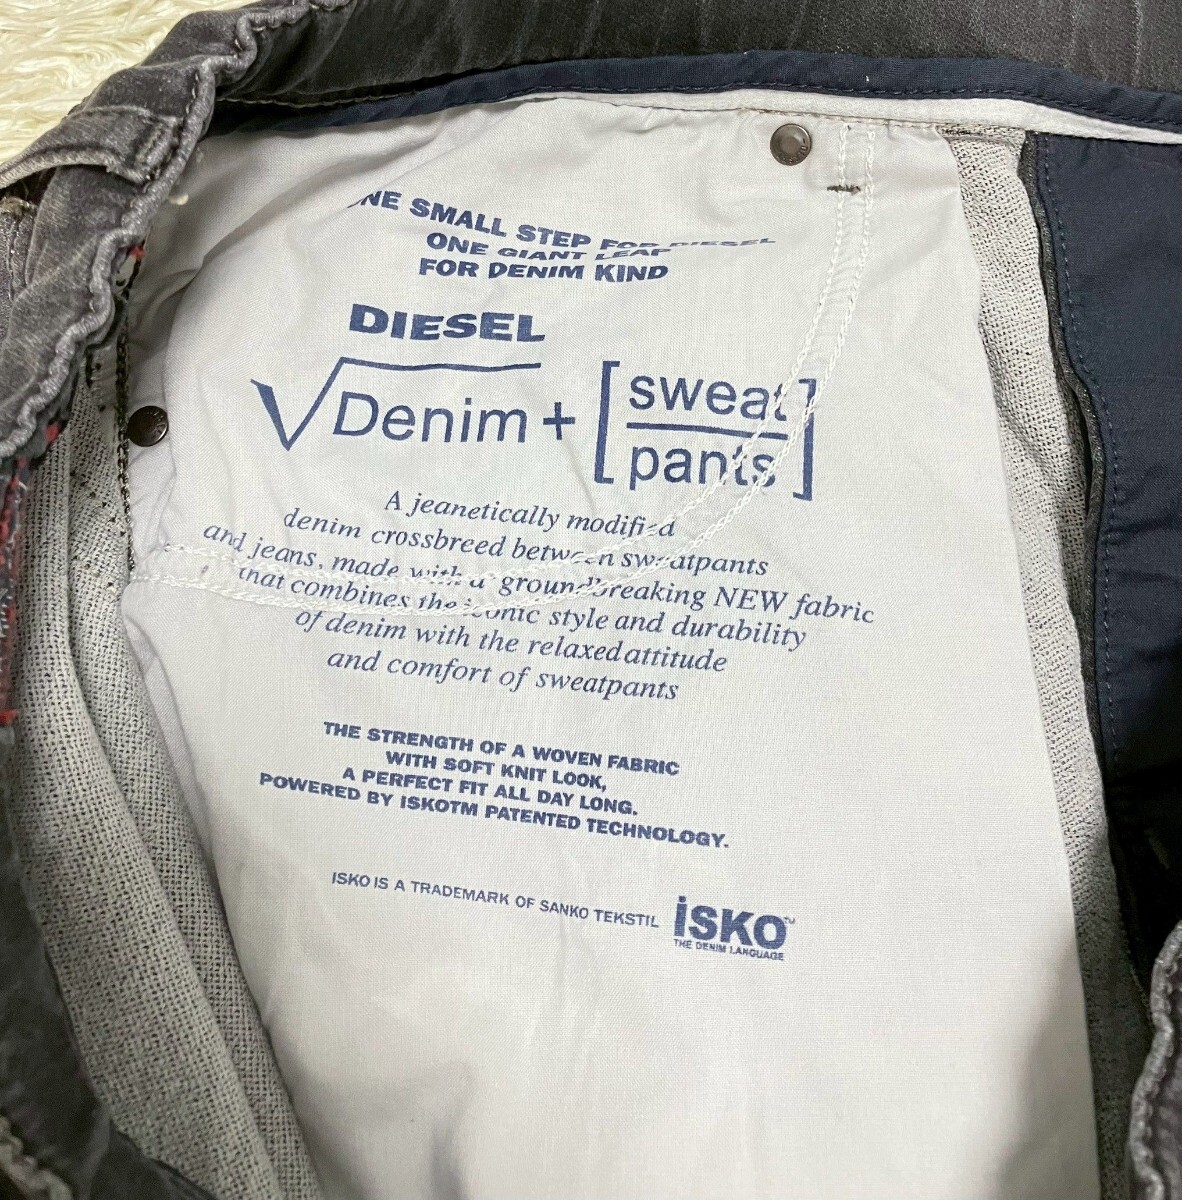 ONE SMALL STEP FOR DIESEL
ONE GIANT LEAP
FOR DENIM KIND
DIESEL
√Denim + [sweat
pants]
A jeanetically modified
denim crossbreed between sweatpants
and jeans, made with a groundbreaking NEW fabric
that combines the iconic style and durability
of denim with the relaxed attitude
and comfort of sweatpants
THE STRENGTH OF A WOVEN FABRIC
WITH SOFT KNIT LOOK,
A PERFECT FIT ALL DAY LONG.
POWERED BY ISKOTM PATENTED TECHNOLOGY.
ISKO IS A TRADEMARK OF SANKO TEKSTIL
İSKO™
THE DENIM LANGUAGE